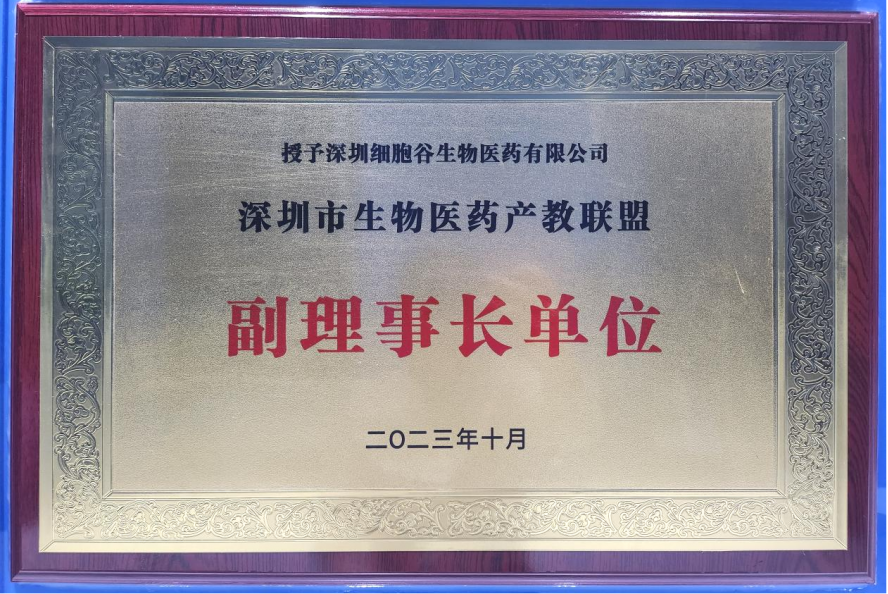 授予深圳细胞谷生物医药有限公司
深圳市生物医药产教联盟
副理事长单位
二〇二三年十月